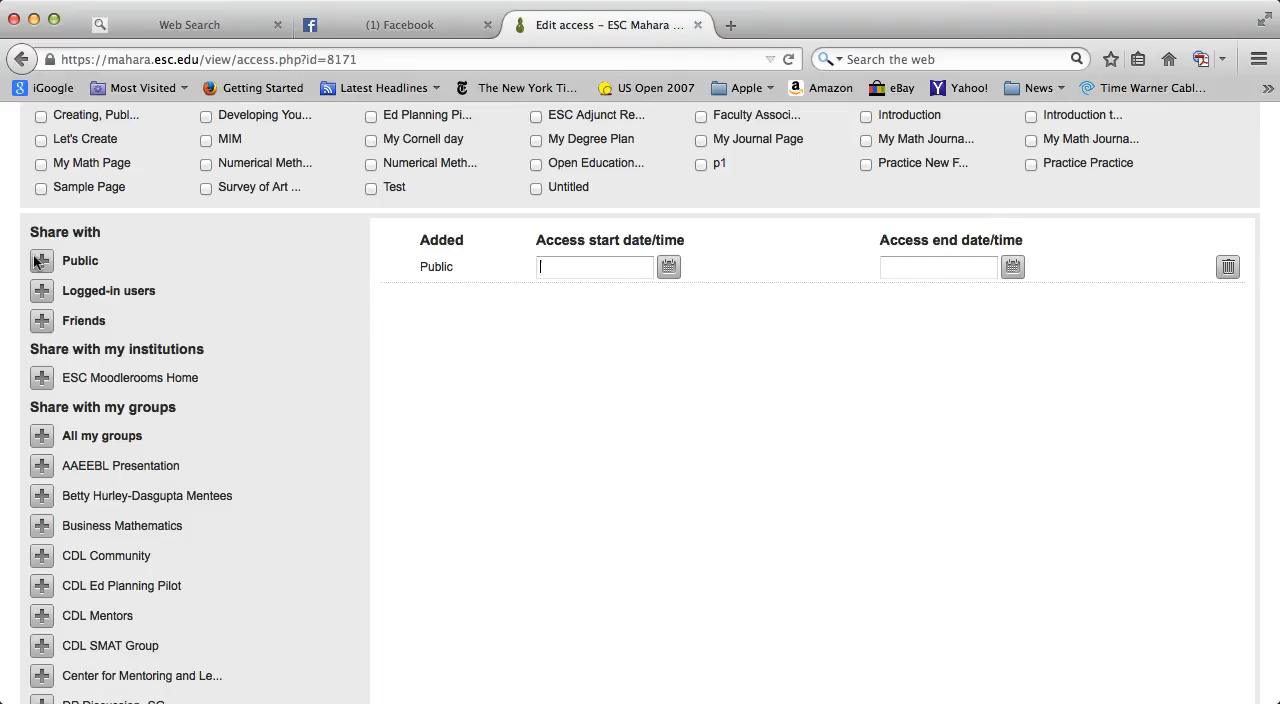 Web Search
(1) Facebook
Edit access – ESC Mahara ...
https://mahara.esc.edu/view/access.php?id=8171
Search the web
iGoogle Most Visited Getting Started Latest Headlines The New York Ti... US Open 2007 Apple Amazon eBay Yahoo! News Time Warner Cabl...
Creating, Publ... Developing You... Ed Planning Pi... ESC Adjunct Re... Faculty Associ... Introduction Introduction t...
Let's Create MIM My Cornell day My Degree Plan My Journal Page My Math Journa... My Math Journa...
My Math Page Numerical Meth... Numerical Meth... Open Education... p1 Practice New F... Practice Practice
Sample Page Survey of Art ... Test Untitled
Share with
Public
Logged-in users
Friends
Share with my institutions
ESC Moodlerooms Home
Share with my groups
All my groups
AAEEBL Presentation
Betty Hurley-Dasgupta Mentees
Business Mathematics
CDL Community
CDL Ed Planning Pilot
CDL Mentors
CDL SMAT Group
Center for Mentoring and Le...
Added Access start date/time Access end date/time
Public